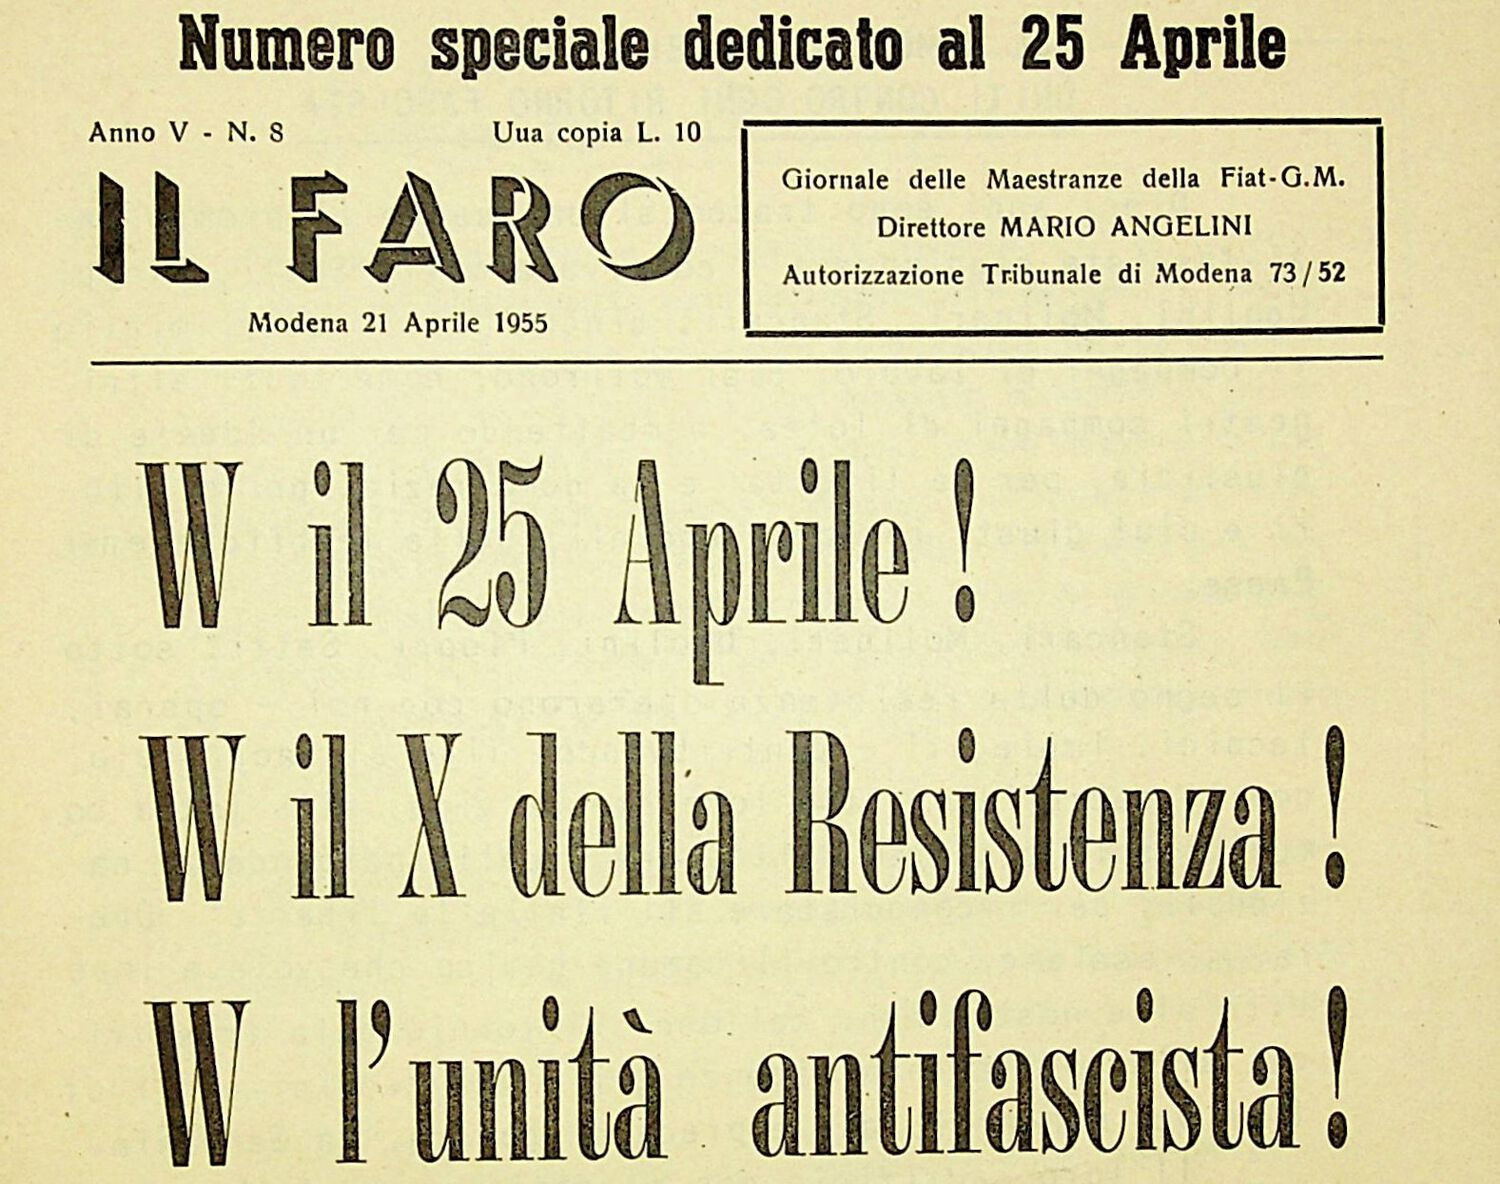 Numero speciale dedicato al 25 Aprile
Anno V - N. 8
Uua copia L. 10
IL FARO
Modena 21 Aprile 1955
Giornale delle Maestranze della Fiat-G.M.
Direttore MARIO ANGELINI
Autorizzazione Tribunale di Modena 73/52
W il 25 Aprile !
W il X della Resistenza !
W l'unità antifascista !